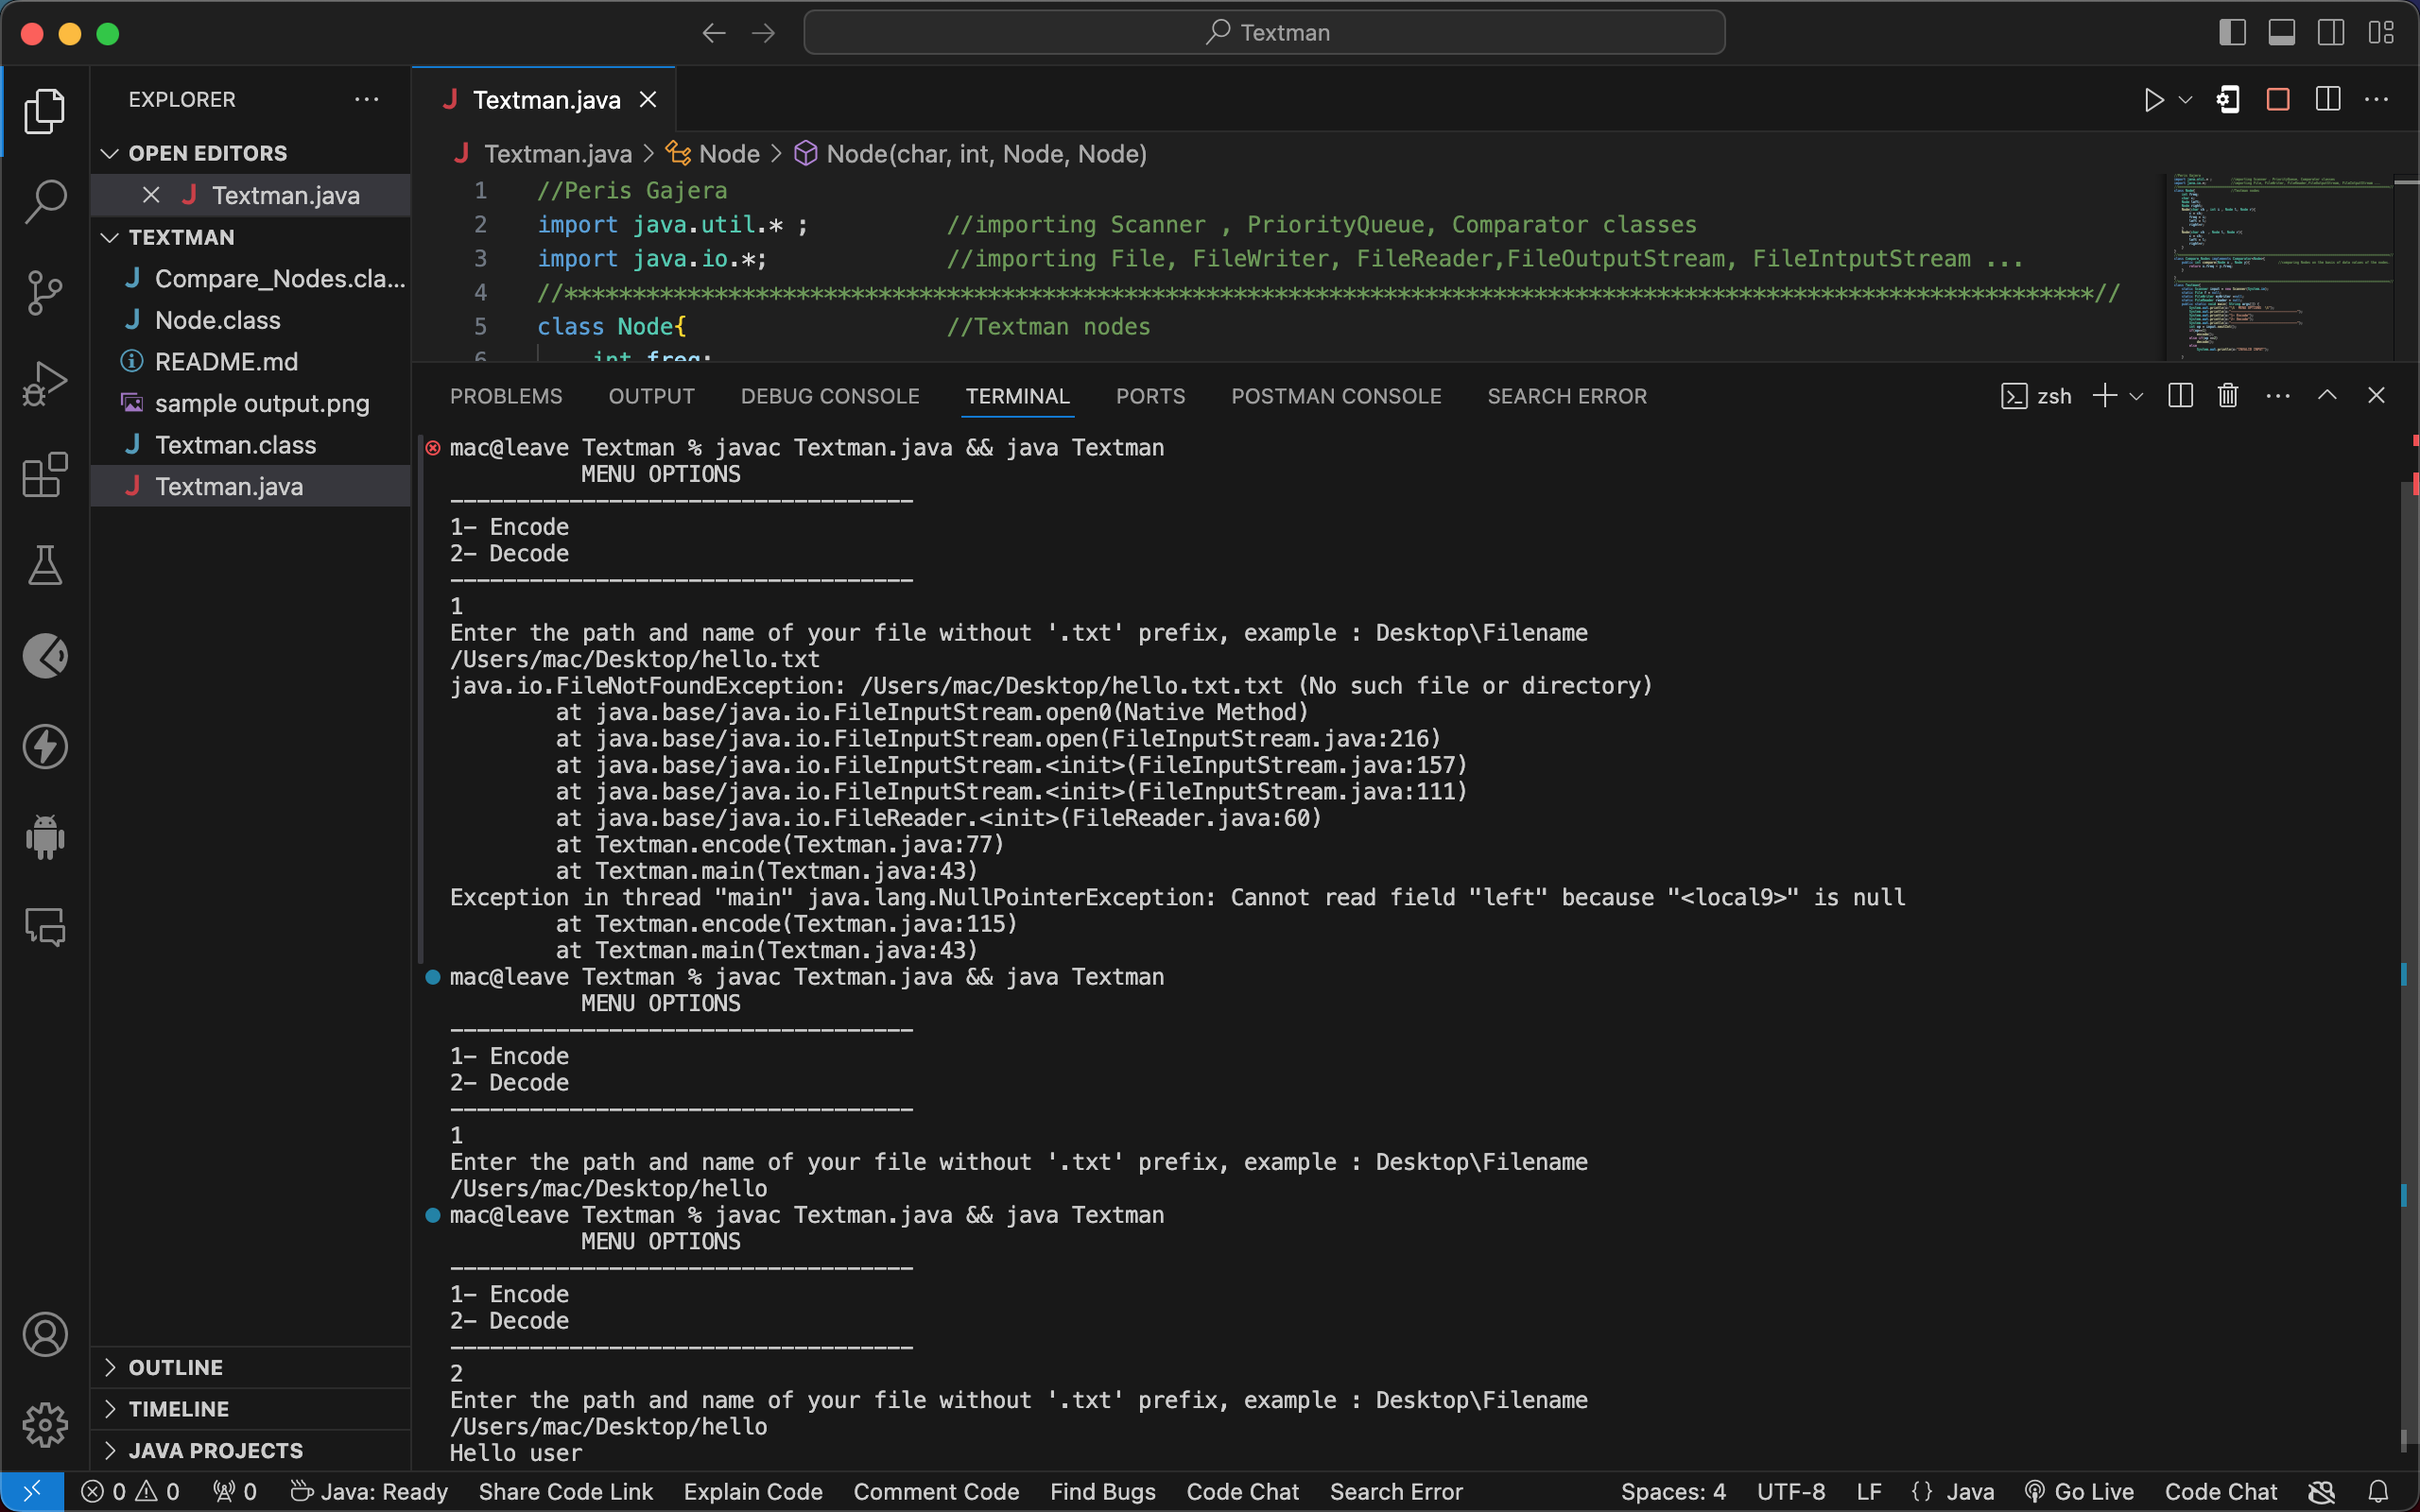 Textman
EXPLORER
OPEN EDITORS
Textman.java
TEXTMAN
Compare_Nodes.cla...
Node.class
README.md
sample output.png
Textman.class
Textman.java
OUTLINE
TIMELINE
JAVA PROJECTS
Textman.java
Textman.java > Node > Node(char, int, Node, Node)
1 //Peris Gajera
2 import java.util.* ; //importing Scanner , PriorityQueue, Comparator classes
3 import java.io.*; //importing File, FileWriter, FileReader,FileOutputStream, FileIntputStream ...
4 //****************************************************************************************************************//
5 class Node{ //Textman nodes
6 int freq;
PROBLEMS OUTPUT DEBUG CONSOLE TERMINAL PORTS POSTMAN CONSOLE SEARCH ERROR zsh
mac@leave Textman % javac Textman.java && java Textman
MENU OPTIONS
-----------------------------------
1- Encode
2- Decode
-----------------------------------
1
Enter the path and name of your file without '.txt' prefix, example : Desktop\Filename
/Users/mac/Desktop/hello.txt
java.io.FileNotFoundException: /Users/mac/Desktop/hello.txt.txt (No such file or directory)
at java.base/java.io.FileInputStream.open0(Native Method)
at java.base/java.io.FileInputStream.open(FileInputStream.java:216)
at java.base/java.io.FileInputStream.<init>(FileInputStream.java:157)
at java.base/java.io.FileInputStream.<init>(FileInputStream.java:111)
at java.base/java.io.FileReader.<init>(FileReader.java:60)
at Textman.encode(Textman.java:77)
at Textman.main(Textman.java:43)
Exception in thread "main" java.lang.NullPointerException: Cannot read field "left" because "<local9>" is null
at Textman.encode(Textman.java:115)
at Textman.main(Textman.java:43)
mac@leave Textman % javac Textman.java && java Textman
MENU OPTIONS
-----------------------------------
1- Encode
2- Decode
-----------------------------------
1
Enter the path and name of your file without '.txt' prefix, example : Desktop\Filename
/Users/mac/Desktop/hello
mac@leave Textman % javac Textman.java && java Textman
MENU OPTIONS
-----------------------------------
1- Encode
2- Decode
-----------------------------------
2
Enter the path and name of your file without '.txt' prefix, example : Desktop\Filename
/Users/mac/Desktop/hello
Hello user
0 0 0 Java: Ready Share Code Link Explain Code Comment Code Find Bugs Code Chat Search Error Spaces: 4 UTF-8 LF {} Java Go Live Code Chat